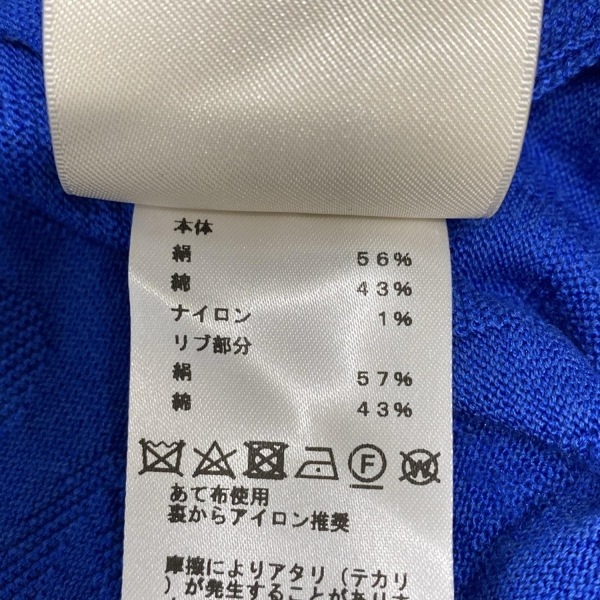 本体
絹 56%
綿 43%
ナイロン 1%
リブ部分
絹 57%
綿 43%
F W
あて布使用
裏からアイロン推奨
摩擦によりアタリ(テカリ
)が発生することがありま